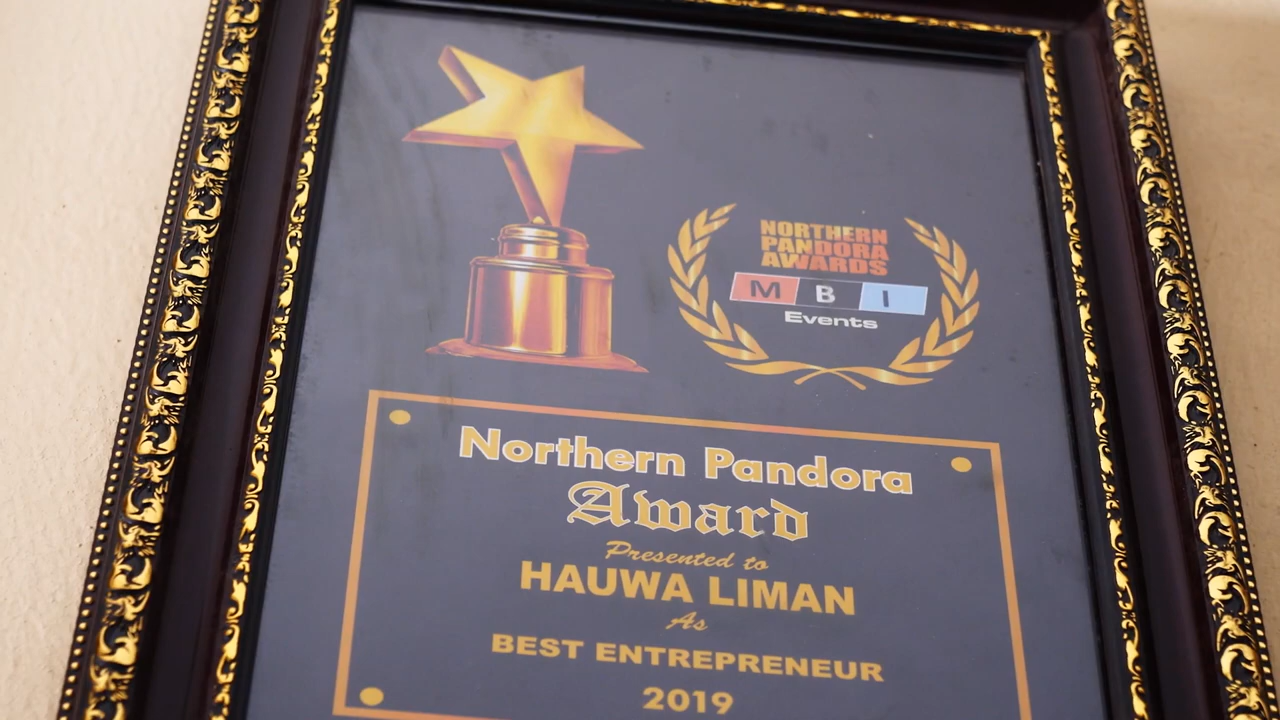 NORTHERN
PANDORA
AWARDS
M B I
Events
Northern Pandora
Award
Presented to
HAUWA LIMAN
As
BEST ENTREPRENEUR
2019